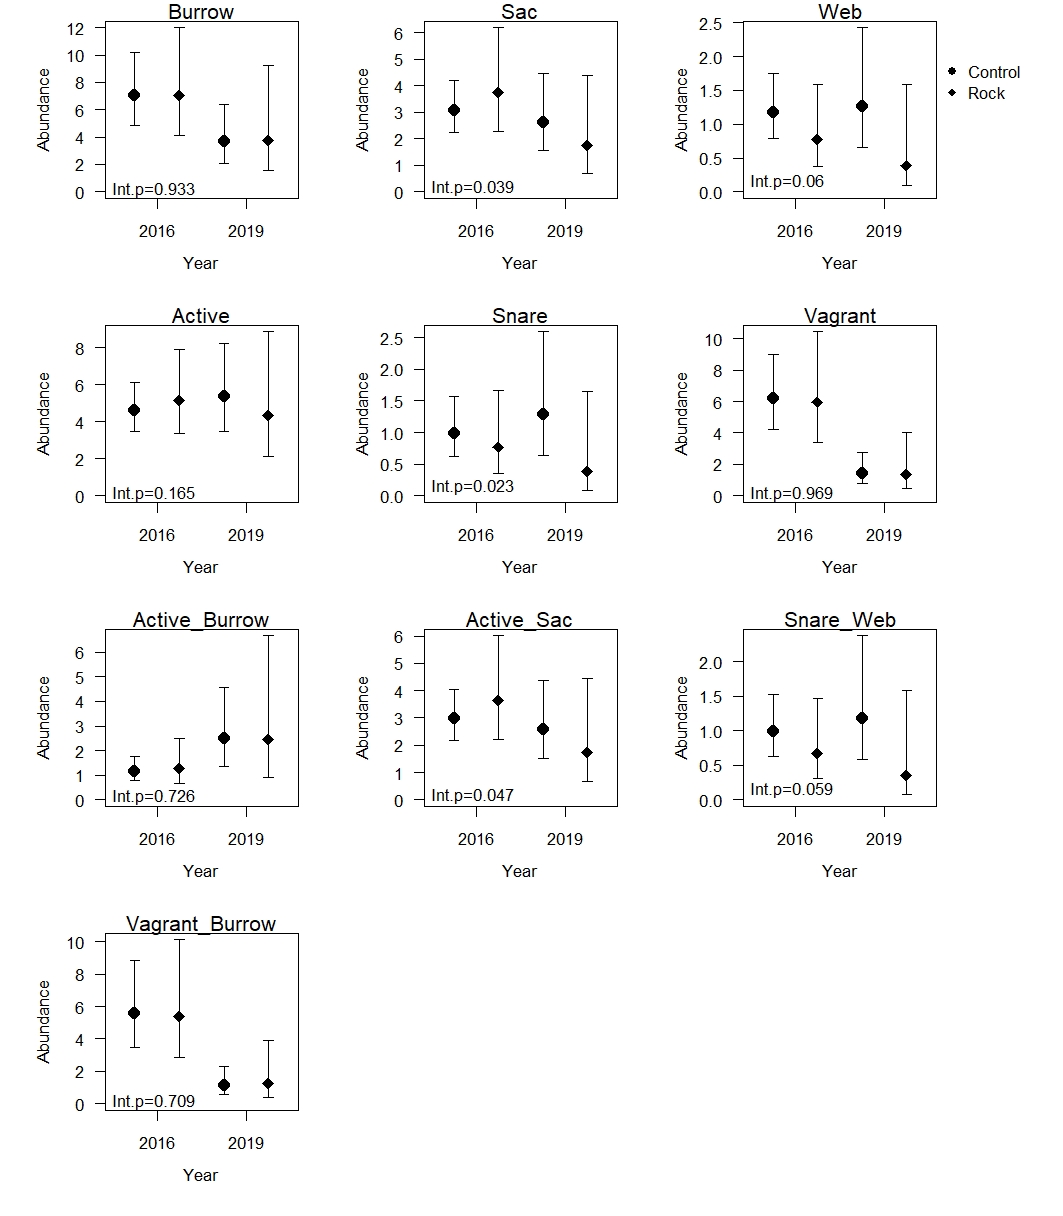 Burrow
Abundance
12
10
8
6
4
2
0
Int.p=0.933
2016
2019
Year
Sac
Abundance
6
5
4
3
2
1
0
Int.p=0.039
2016
2019
Year
Web
Abundance
2.5
2.0
1.5
1.0
0.5
0.0
Int.p=0.06
2016
2019
Year
Control
Rock
Active
Abundance
8
6
4
2
0
Int.p=0.165
2016
2019
Year
Snare
Abundance
2.5
2.0
1.5
1.0
0.5
0.0
Int.p=0.023
2016
2019
Year
Vagrant
Abundance
10
8
6
4
2
0
Int.p=0.969
2016
2019
Year
Active_Burrow
Abundance
6
5
4
3
2
1
0
Int.p=0.726
2016
2019
Year
Active_Sac
Abundance
6
5
4
3
2
1
0
Int.p=0.047
2016
2019
Year
Snare_Web
Abundance
2.0
1.5
1.0
0.5
0.0
Int.p=0.059
2016
2019
Year
Vagrant_Burrow
Abundance
10
8
6
4
2
0
Int.p=0.709
2016
2019
Year